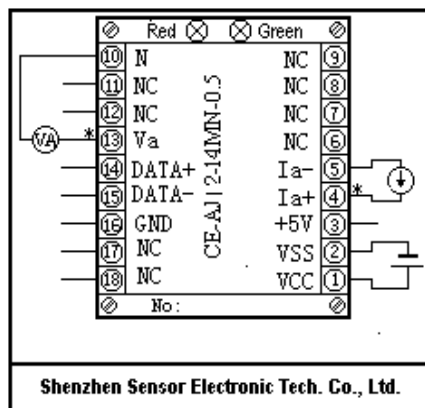 Red Green
10 N NC 9
11 NC NC 8
12 NC NC 7
VA * 13 Va NC 6
14 DATA+ Ia- 5
15 DATA- Ia+ 4 *
16 GND +5V 3
17 NC VSS 2
18 NC VCC 1
CE-AJ12-14MN-0.5
No:
Shenzhen Sensor Electronic Tech. Co., Ltd.